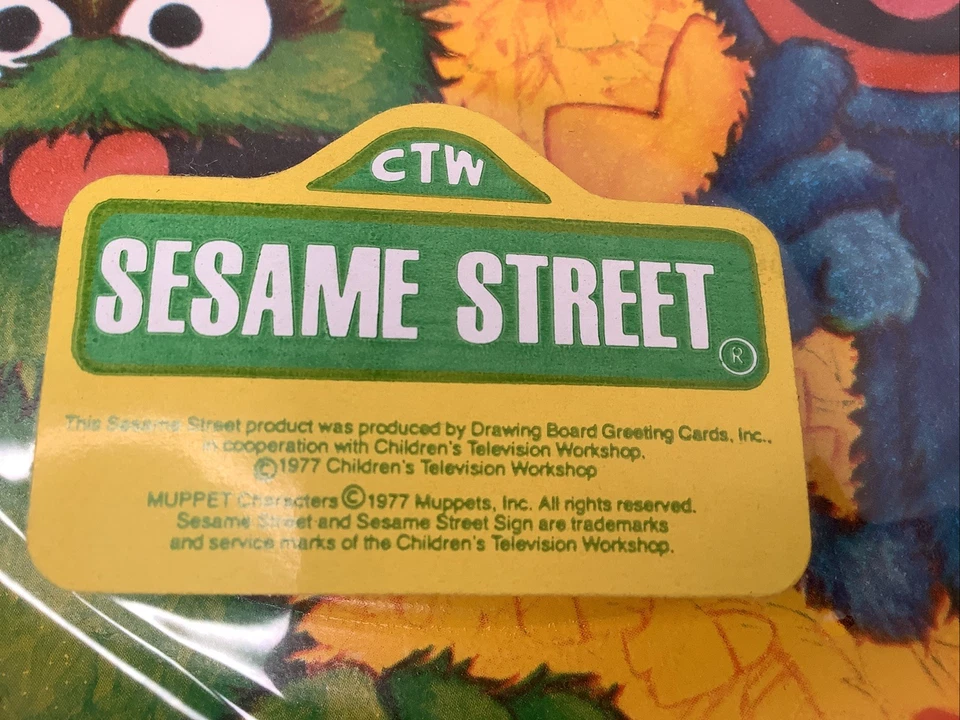 CTW
SESAME STREET ®
This Sesame Street product was produced by Drawing Board Greeting Cards, Inc.,
in cooperation with Children's Television Workshop.
©1977 Children's Television Workshop
MUPPET Characters ©1977 Muppets, Inc. All rights reserved.
Sesame Street and Sesame Street Sign are trademarks
and service marks of the Children's Television Workshop.